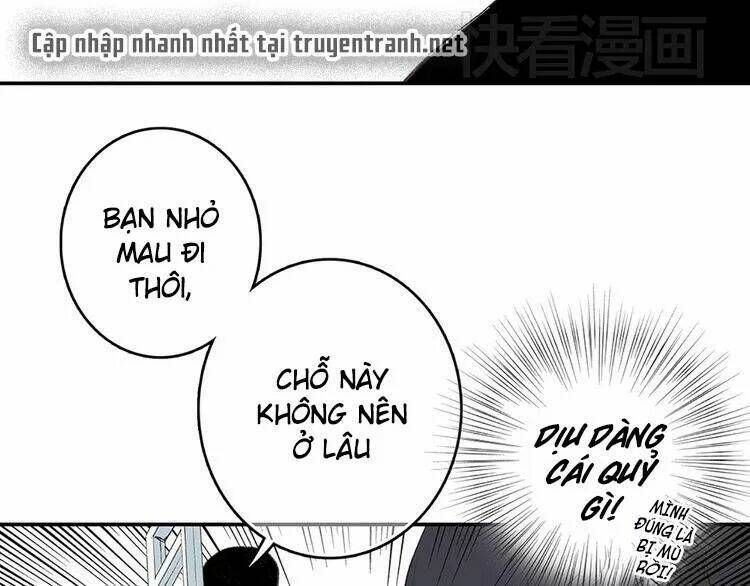 Cập nhập nhanh nhất tại truyentranh.net
快看漫画
BẠN NHỎ
MAU ĐI
THÔI,
CHỖ NÀY
KHÔNG NÊN
Ở LÂU
DỊU DÀNG
CÁI QUỶ
GÌ!
MÌNH
ĐÚNG LÀ
BỊ MÙ
RỒI!